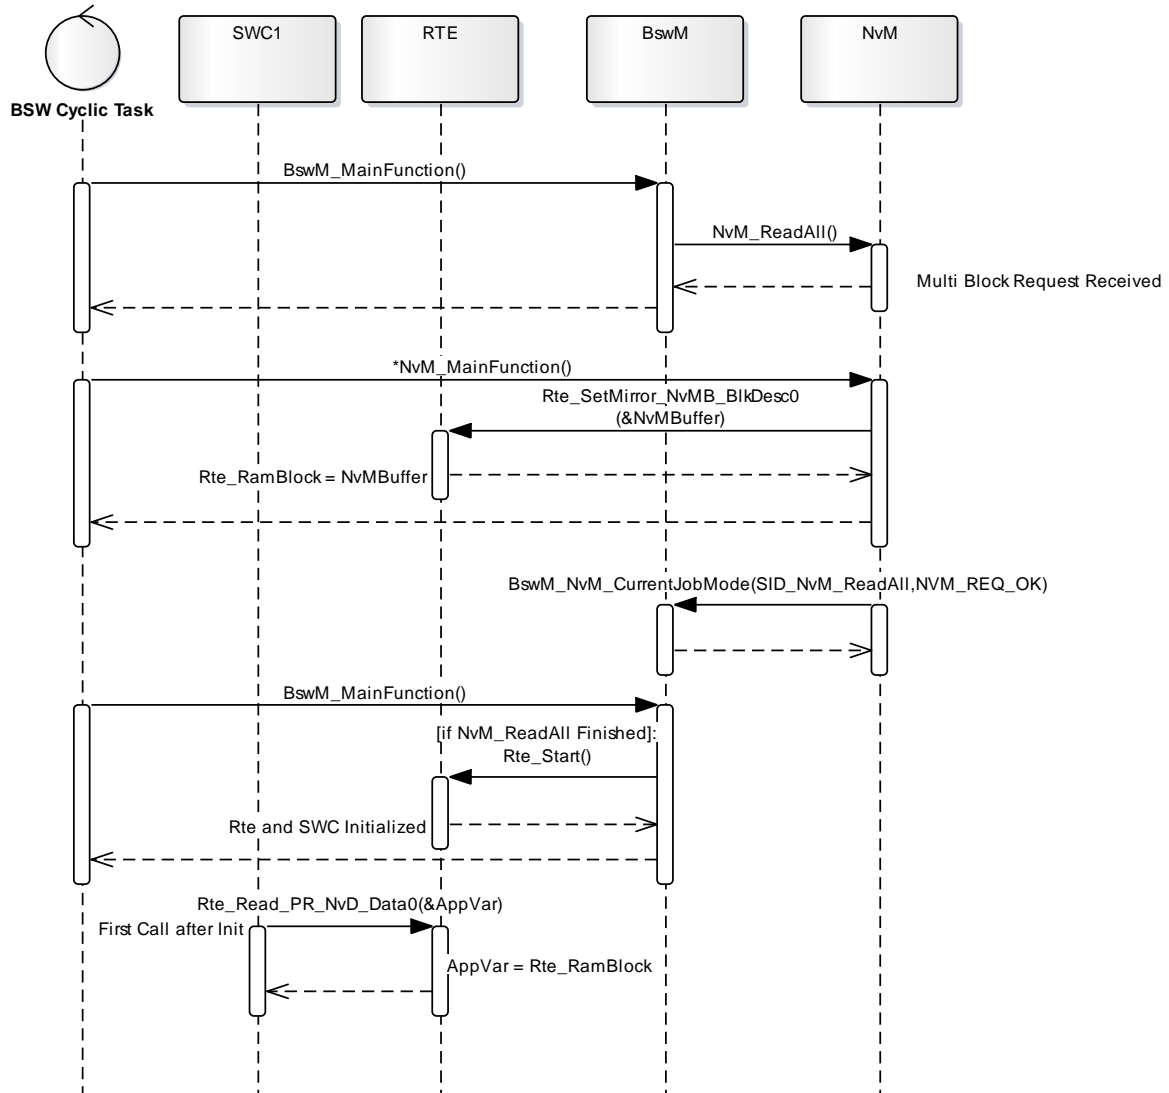 SWC1
RTE
BswM
NvM
BSW Cyclic Task
BswM_MainFunction()
NvM_ReadAll()
Multi Block Request Received
*NvM_MainFunction()
Rte_SetMirror_NvMB_BlkDesc0
(&NvMBuffer)
Rte_RamBlock = NvMBuffer
BswM_NvM_CurrentJobMode(SID_NvM_ReadAll,NVM_REQ_OK)
BswM_MainFunction()
[if NvM_ReadAll Finished]:
Rte_Start()
Rte and SWC Initialized
Rte_Read_PR_NvD_Data0(&AppVar)
First Call after Init
AppVar = Rte_RamBlock